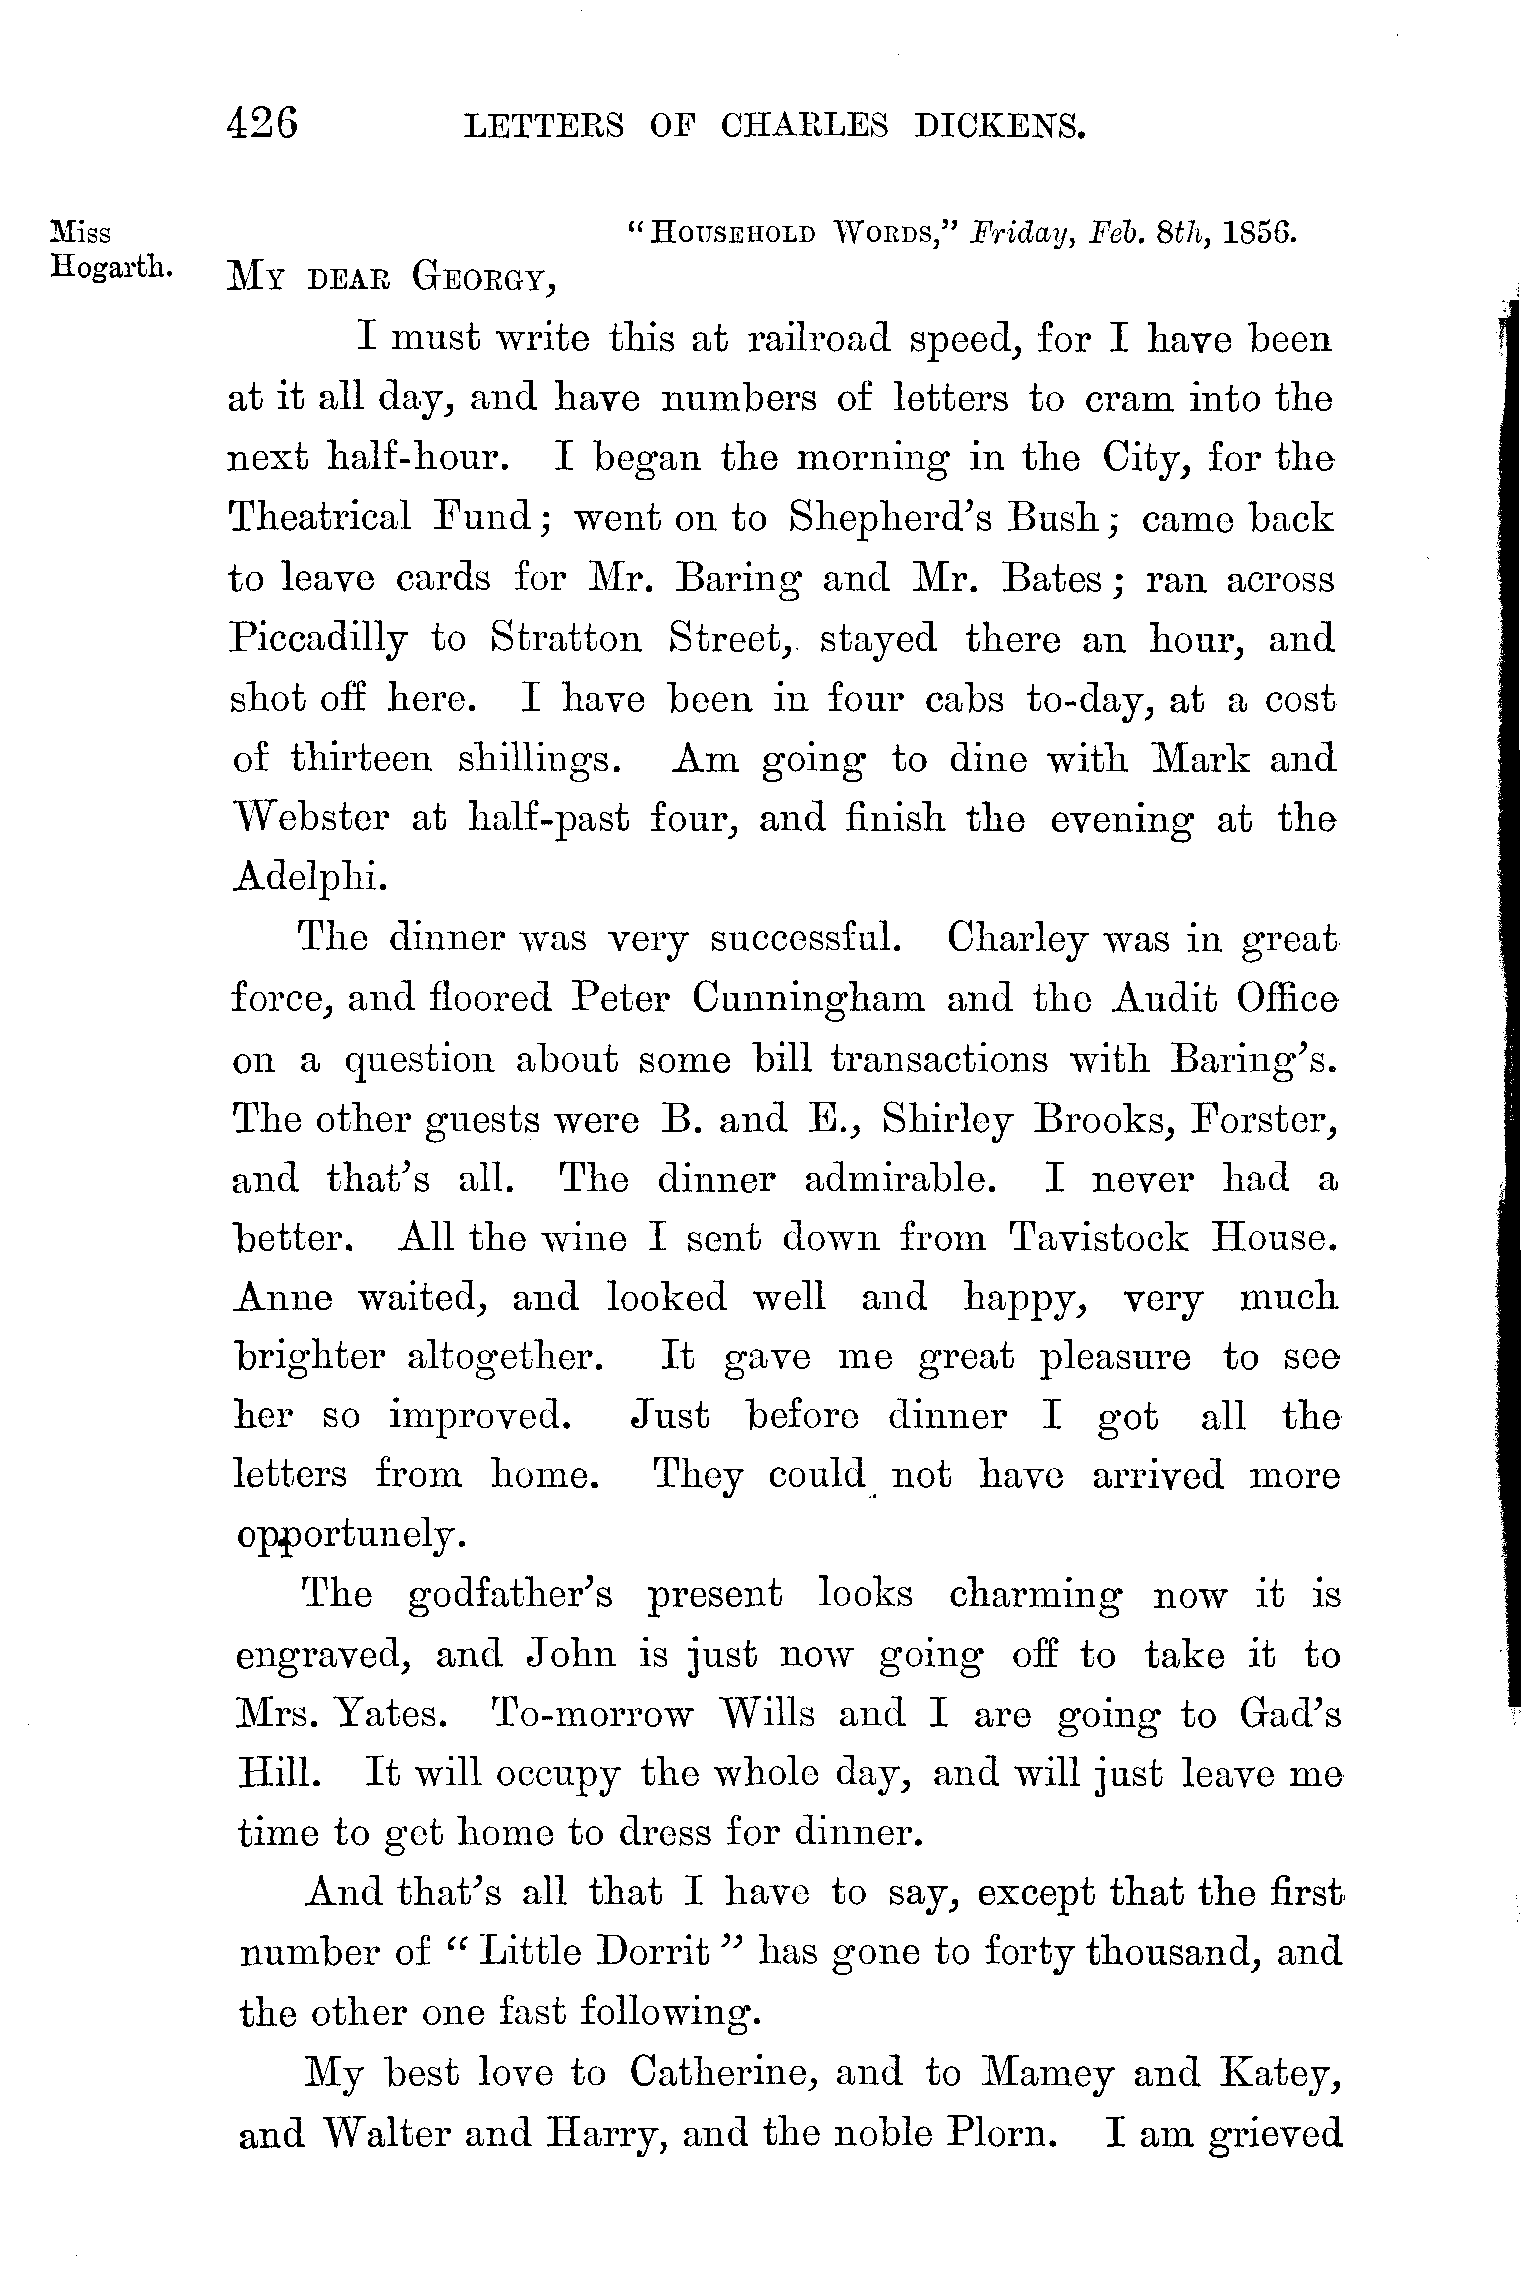 426 LETTERS OF CHARLES DICKENS.
Miss
Hogarth.
"HOUSEHOLD WORDS," Friday, Feb. 8th, 1856.
MY DEAR GEORGY,
I must write this at railroad speed, for I have been
at it all day, and have numbers of letters to cram into the
next half-hour. I began the morning in the City, for the
Theatrical Fund; went on to Shepherd's Bush; came back
to leave cards for Mr. Baring and Mr. Bates; ran across
Piccadilly to Stratton Street, stayed there an hour, and
shot off here. I have been in four cabs to-day, at a cost
of thirteen shillings. Am going to dine with Mark and
Webster at half-past four, and finish the evening at the
Adelphi.
The dinner was very successful. Charley was in great
force, and floored Peter Cunningham and the Audit Office
on a question about some bill transactions with Baring's.
The other guests were B. and E., Shirley Brooks, Forster,
and that's all. The dinner admirable. I never had a
better. All the wine I sent down from Tavistock House.
Anne waited, and looked well and happy, very much
brighter altogether. It gave me great pleasure to see
her so improved. Just before dinner I got all the
letters from home. They could not have arrived more
opportunely.
The godfather's present looks charming now it is
engraved, and John is just now going off to take it to
Mrs. Yates. To-morrow Wills and I are going to Gad's
Hill. It will occupy the whole day, and will just leave me
time to get home to dress for dinner.
And that's all that I have to say, except that the first
number of "Little Dorrit" has gone to forty thousand, and
the other one fast following.
My best love to Catherine, and to Mamey and Katey,
and Walter and Harry, and the noble Plorn. I am grieved